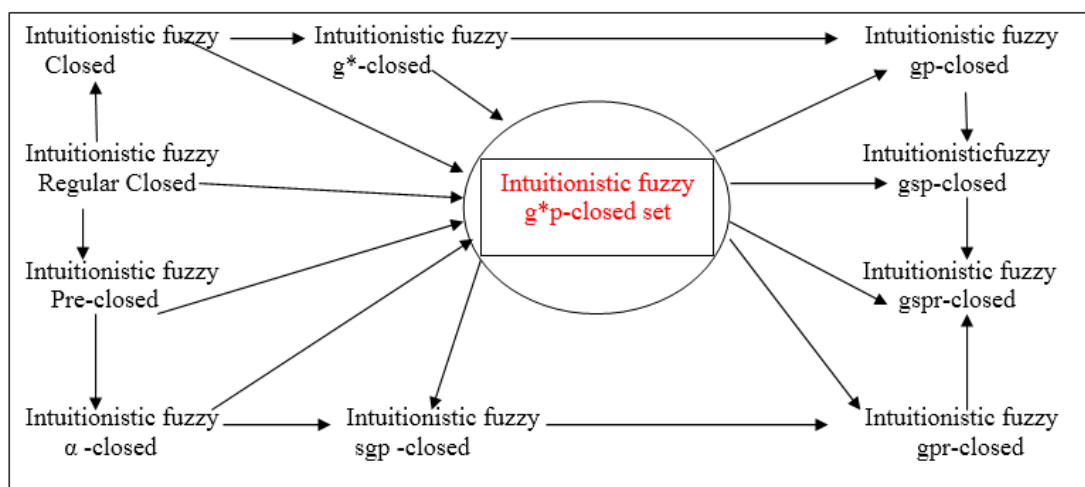 Intuitionistic fuzzy
Closed
Intuitionistic fuzzy
g*-closed
Intuitionistic fuzzy
gp-closed
Intuitionistic fuzzy
Regular Closed
Intuitionistic fuzzy
g*p-closed set
Intuitionisticfuzzy
gsp-closed
Intuitionistic fuzzy
Pre-closed
Intuitionistic fuzzy
gspr-closed
Intuitionistic fuzzy
α -closed
Intuitionistic fuzzy
sgp -closed
Intuitionistic fuzzy
gpr-closed